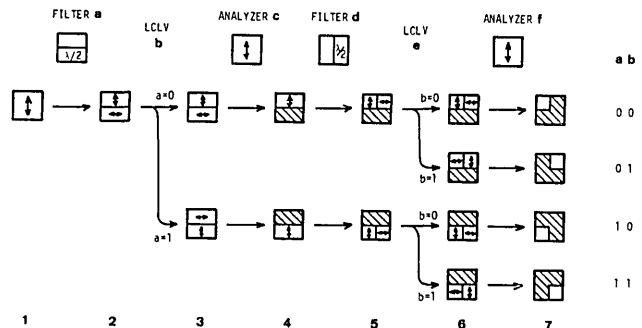 FILTER a LCLV ANALYZER c FILTER d LCLV ANALYZER f
b e
λ/2 λ/2
a b
a=0 b=0 0 0
b=1 0 1
a=1 b=0 1 0
b=1 1 1
1 2 3 4 5 6 7